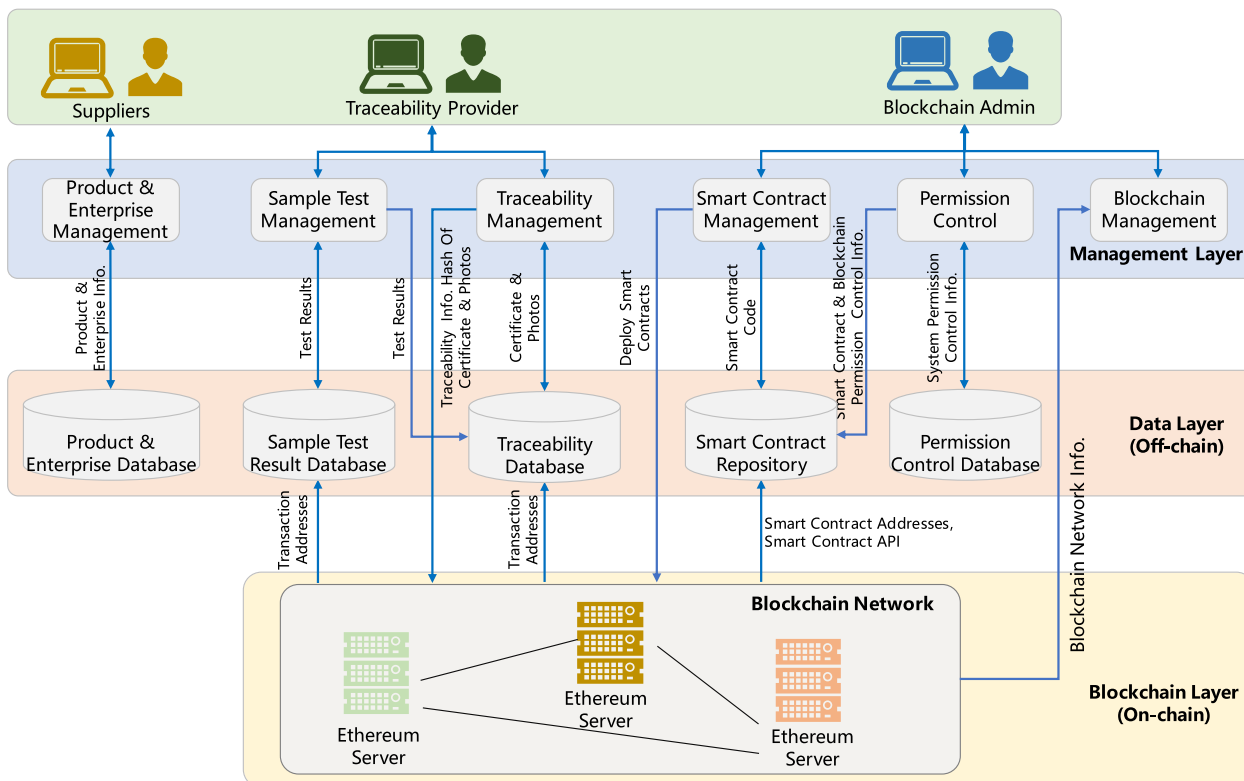 Suppliers
Traceability Provider
Blockchain Admin
Product &
Enterprise
Management
Sample Test
Management
Traceability
Management
Smart Contract
Management
Permission
Control
Blockchain
Management
Management Layer
Product &
Enterprise Info.
Test Results
Test Results
Traceability Info. Hash Of
Certificate & Photos
Certificate &
Photos
Deploy Smart
Contracts
Smart Contract
Code
Smart Contract & Blockchain
Permission Control Info.
System Permission
Control Info.
Product &
Enterprise Database
Sample Test
Result Database
Traceability
Database
Smart Contract
Repository
Permission
Control Database
Data Layer
(Off-chain)
Transaction
Addresses
Transaction
Addresses
Smart Contract Addresses,
Smart Contract API
Blockchain Network Info.
Blockchain Network
Ethereum
Server
Ethereum
Server
Ethereum
Server
Blockchain Layer
(On-chain)